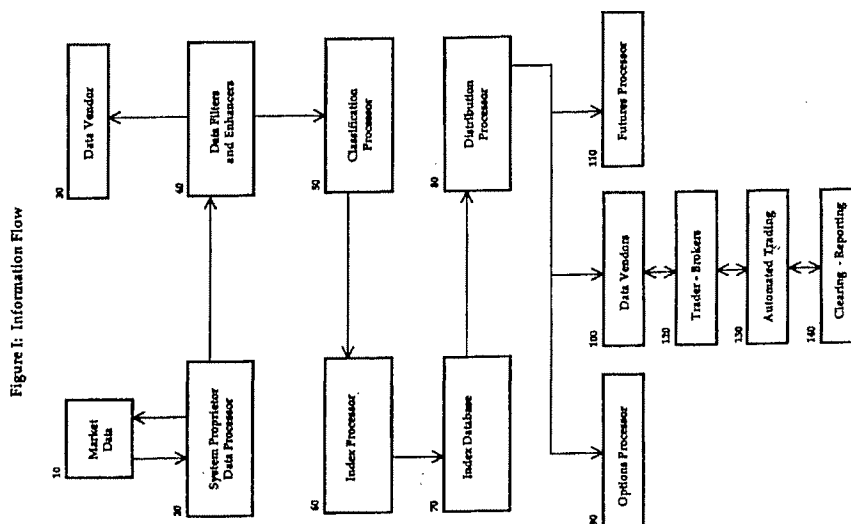 Figure I: Information Flow
10
Market
Data
20
System Proprietor
Data Processor
30
Data Vendor
40
Data Filters
and Enhancers
50
Classification
Processor
60
Index Processor
70
Index Database
80
Distribution
Processor
90
Options Processor
100
Data Vendors
110
Futures Processor
120
Trader - Brokers
130
Automated Trading
140
Clearing - Reporting